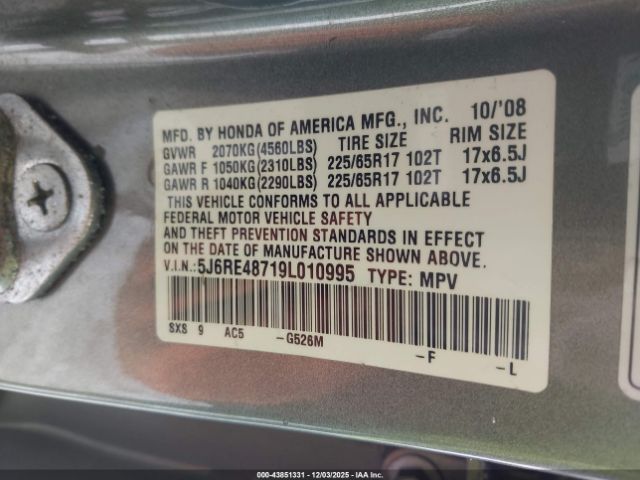 MFD. BY HONDA OF AMERICA MFG., INC. 10/'08
GVWR 2070KG(4560LBS) TIRE SIZE RIM SIZE
GAWR F 1050KG(2310LBS) 225/65R17 102T 17x6.5J
GAWR R 1040KG(2290LBS) 225/65R17 102T 17x6.5J
THIS VEHICLE CONFORMS TO ALL APPLICABLE
FEDERAL MOTOR VEHICLE SAFETY
AND THEFT PREVENTION STANDARDS IN EFFECT
ON THE DATE OF MANUFACTURE SHOWN ABOVE.
V.I.N.:5J6RE48719L010995 TYPE: MPV
SXS 9 AC5 -G526M -F -L
00-43851331 - 12/03/2025 - IAA Inc.